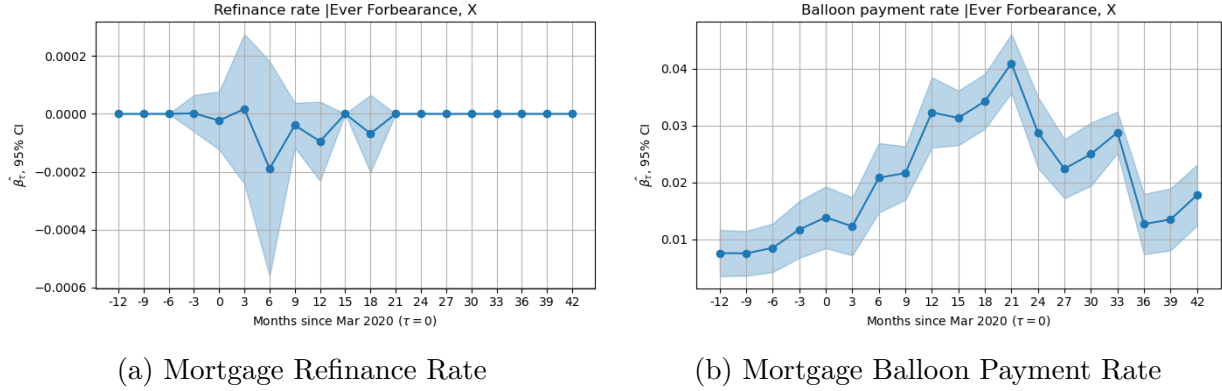 Refinance rate |Ever Forbearance, X
0.0002
0.0000
−0.0002
−0.0004
−0.0006
β̂τ, 95% CI
-12 -9 -6 -3 0 3 6 9 12 15 18 21 24 27 30 33 36 39 42
Months since Mar 2020 (τ = 0)
(a) Mortgage Refinance Rate
Balloon payment rate |Ever Forbearance, X
0.04
0.03
0.02
0.01
β̂τ, 95% CI
-12 -9 -6 -3 0 3 6 9 12 15 18 21 24 27 30 33 36 39 42
Months since Mar 2020 (τ = 0)
(b) Mortgage Balloon Payment Rate